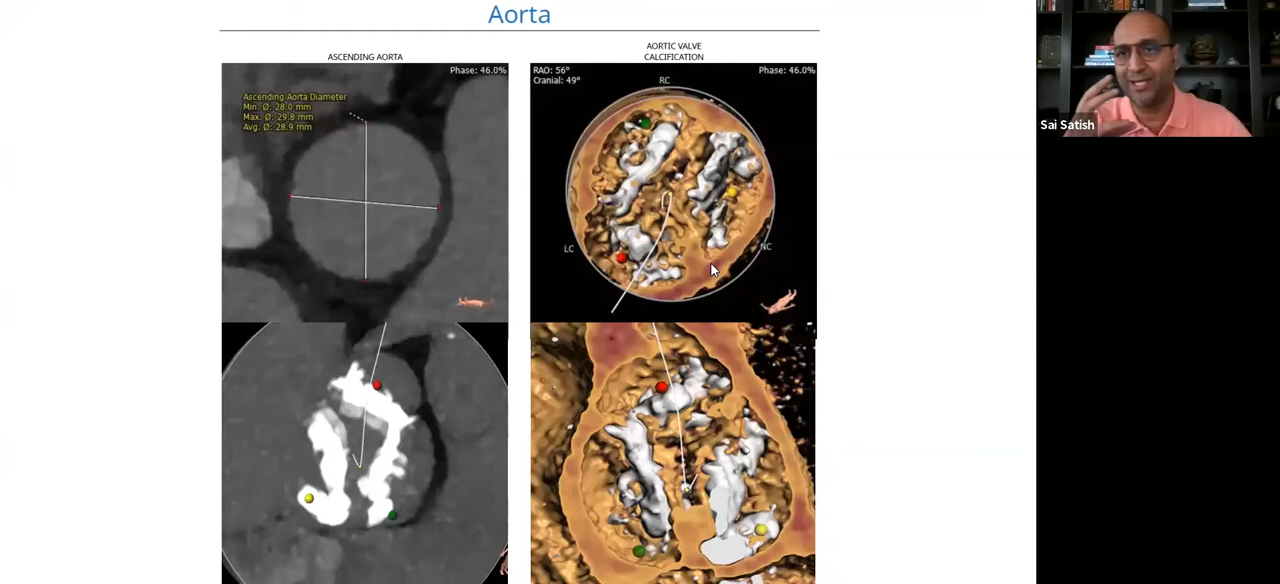 Aorta
ASCENDING AORTA
AORTIC VALVE
CALCIFICATION
Phase: 46.0%
Ascending Aorta Diameter
Min. Ø: 28.0 mm
Max. Ø: 29.8 mm
Avg. Ø: 28.9 mm
RAO: 56°
Cranial: 49°
Phase: 46.0%
RC
LC
NC
Sai Satish